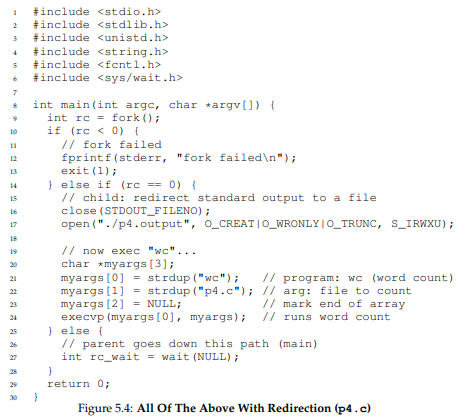 1 #include <stdio.h>
2 #include <stdlib.h>
3 #include <unistd.h>
4 #include <string.h>
5 #include <fcntl.h>
6 #include <sys/wait.h>
7
8 int main(int argc, char *argv[]) {
9 int rc = fork();
10 if (rc < 0) {
11 // fork failed
12 fprintf(stderr, "fork failed\n");
13 exit(1);
14 } else if (rc == 0) {
15 // child: redirect standard output to a file
16 close(STDOUT_FILENO);
17 open("./p4.output", O_CREAT|O_WRONLY|O_TRUNC, S_IRWXU);
18
19 // now exec "wc"...
20 char *myargs[3];
21 myargs[0] = strdup("wc"); // program: wc (word count)
22 myargs[1] = strdup("p4.c"); // arg: file to count
23 myargs[2] = NULL; // mark end of array
24 execvp(myargs[0], myargs); // runs word count
25 } else {
26 // parent goes down this path (main)
27 int rc_wait = wait(NULL);
28 }
29 return 0;
30 }
Figure 5.4: All Of The Above With Redirection (p4.c)